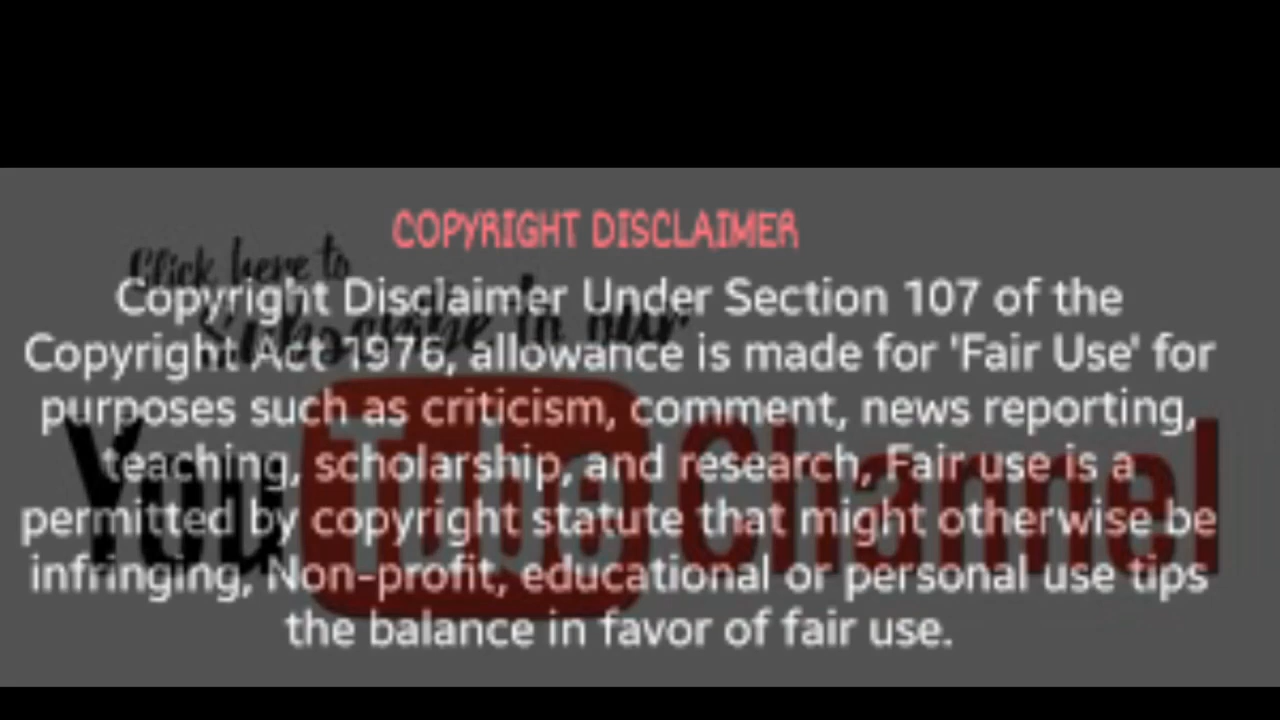 COPYRIGHT DISCLAIMER
Click here to
Copyright Disclaimer Under Section 107 of the
Subscribe to our
Copyright Act 1976, allowance is made for 'Fair Use' for
purposes such as criticism, comment, news reporting,
YouTube Channel
teaching, scholarship, and research, Fair use is a
permitted by copyright statute that might otherwise be
infringing, Non-profit, educational or personal use tips
the balance in favor of fair use.